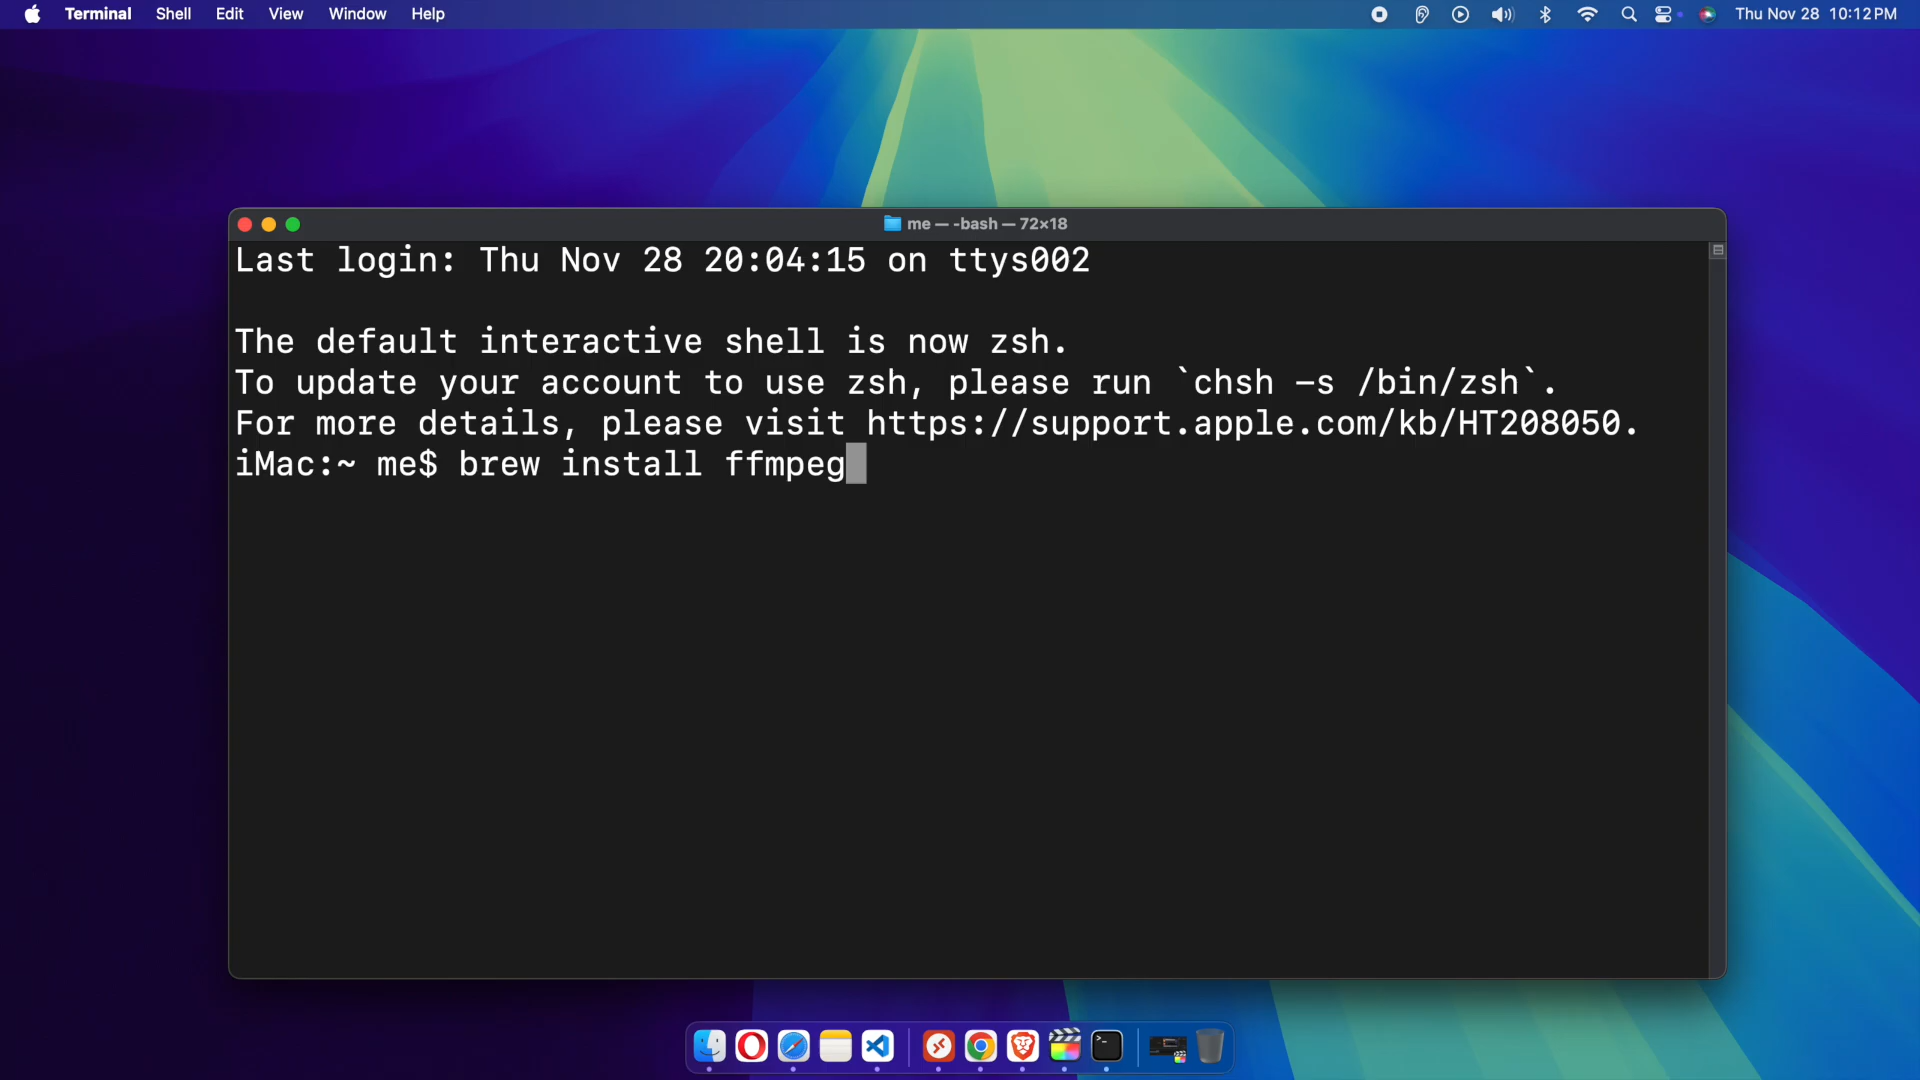 Terminal Shell Edit View Window Help Thu Nov 28 10:12 PM
me — -bash — 72×18
Last login: Thu Nov 28 20:04:15 on ttys002
The default interactive shell is now zsh.
To update your account to use zsh, please run `chsh -s /bin/zsh`.
For more details, please visit https://support.apple.com/kb/HT208050.
iMac:~ me$ brew install ffmpeg